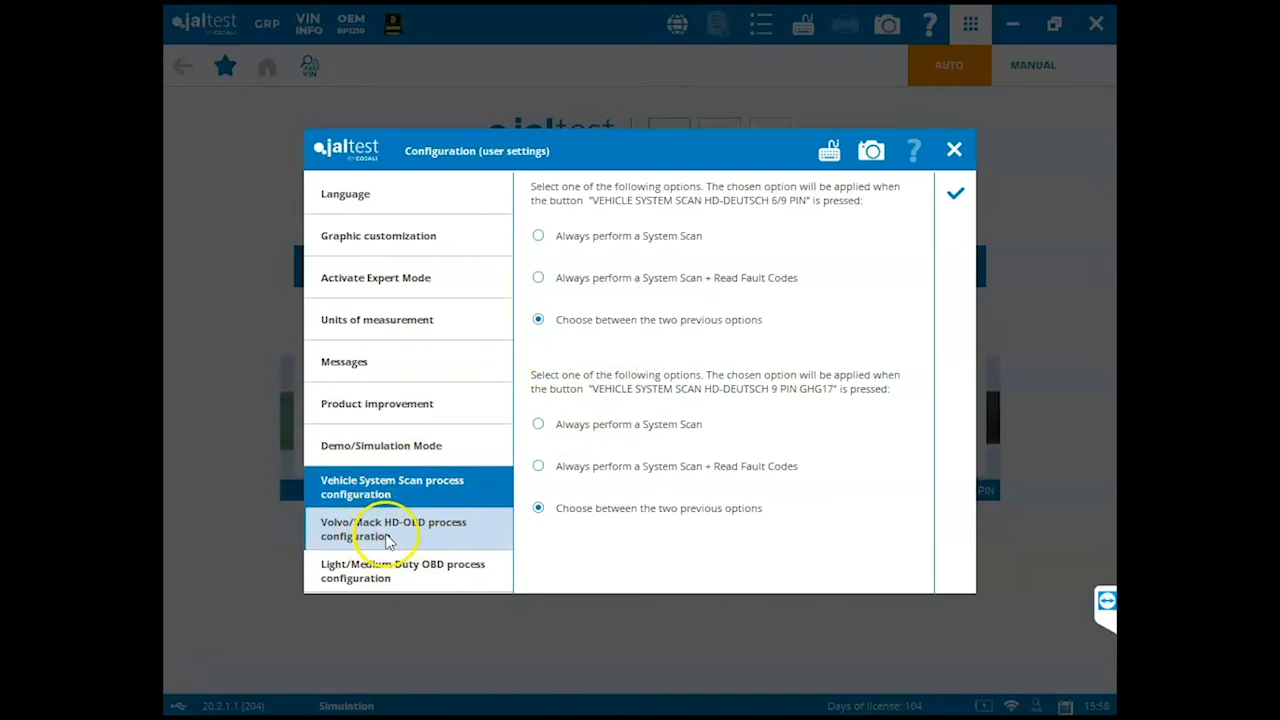 jaltest
BY COJALI
GRP
VIN
INFO
OEM
RP1210
VIN
AUTO
MANUAL
jaltest
jaltest
BY COJALI
Configuration (user settings)
Language
Graphic customization
Activate Expert Mode
Units of measurement
Messages
Product improvement
Demo/Simulation Mode
Vehicle System Scan process
configuration
Volvo/Mack HD-OBD process
configuration
Light/Medium Duty OBD process
configuration
Select one of the following options. The chosen option will be applied when
the button "VEHICLE SYSTEM SCAN HD-DEUTSCH 6/9 PIN" is pressed:
Always perform a System Scan
Always perform a System Scan + Read Fault Codes
Choose between the two previous options
Select one of the following options. The chosen option will be applied when
the button "VEHICLE SYSTEM SCAN HD-DEUTSCH 9 PIN GHG17" is pressed:
Always perform a System Scan
Always perform a System Scan + Read Fault Codes
Choose between the two previous options
PIN
20.2.1.1 (204)
Simulation
Days of license: 104
15:58